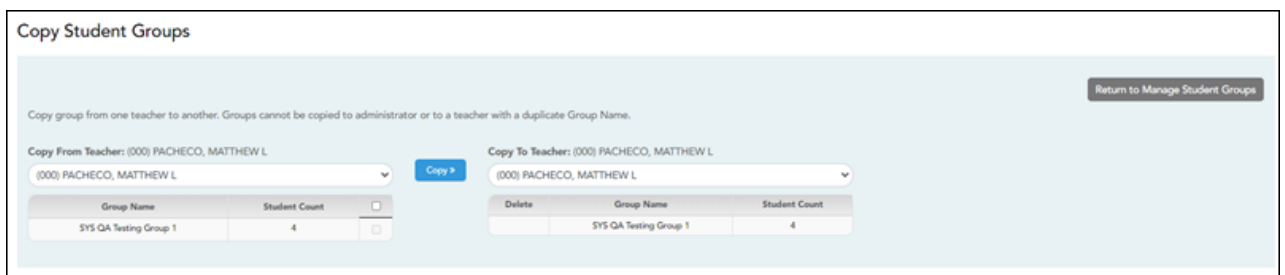 Copy Student Groups
Return to Manage Student Groups
Copy group from one teacher to another. Groups cannot be copied to administrator or to a teacher with a duplicate Group Name.
Copy From Teacher: (000) PACHECO, MATTHEW L
(000) PACHECO, MATTHEW L
Copy »
Copy To Teacher: (000) PACHECO, MATTHEW L
(000) PACHECO, MATTHEW L
Group Name Student Count
SYS QA Testing Group 1 4
Delete Group Name Student Count
SYS QA Testing Group 1 4